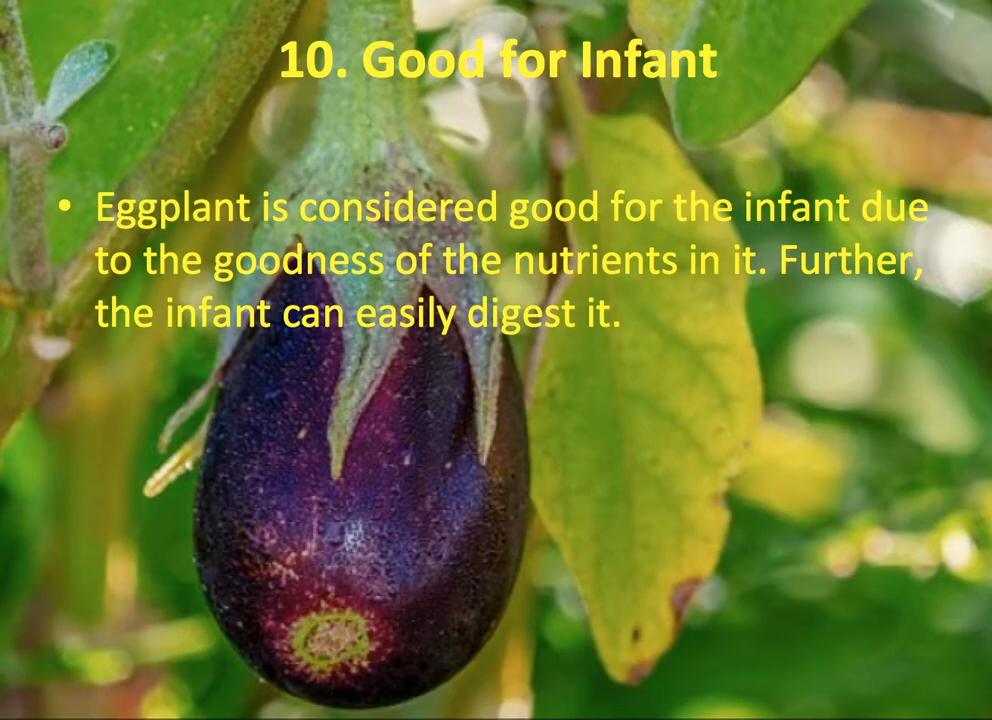 10. Good for Infant
• Eggplant is considered good for the infant due
to the goodness of the nutrients in it. Further,
the infant can easily digest it.